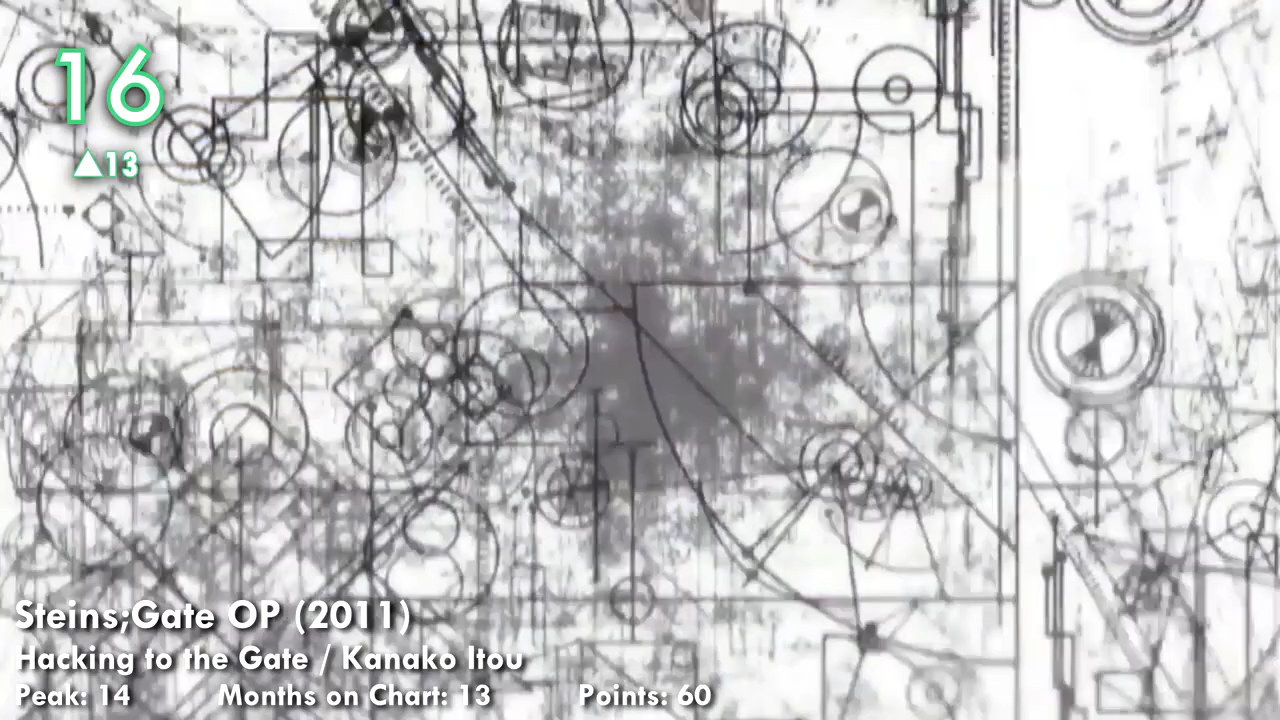 16
▲13
Steins;Gate OP (2011)
Hacking to the Gate / Kanako Itou
Peak: 14 Months on Chart: 13 Points: 60